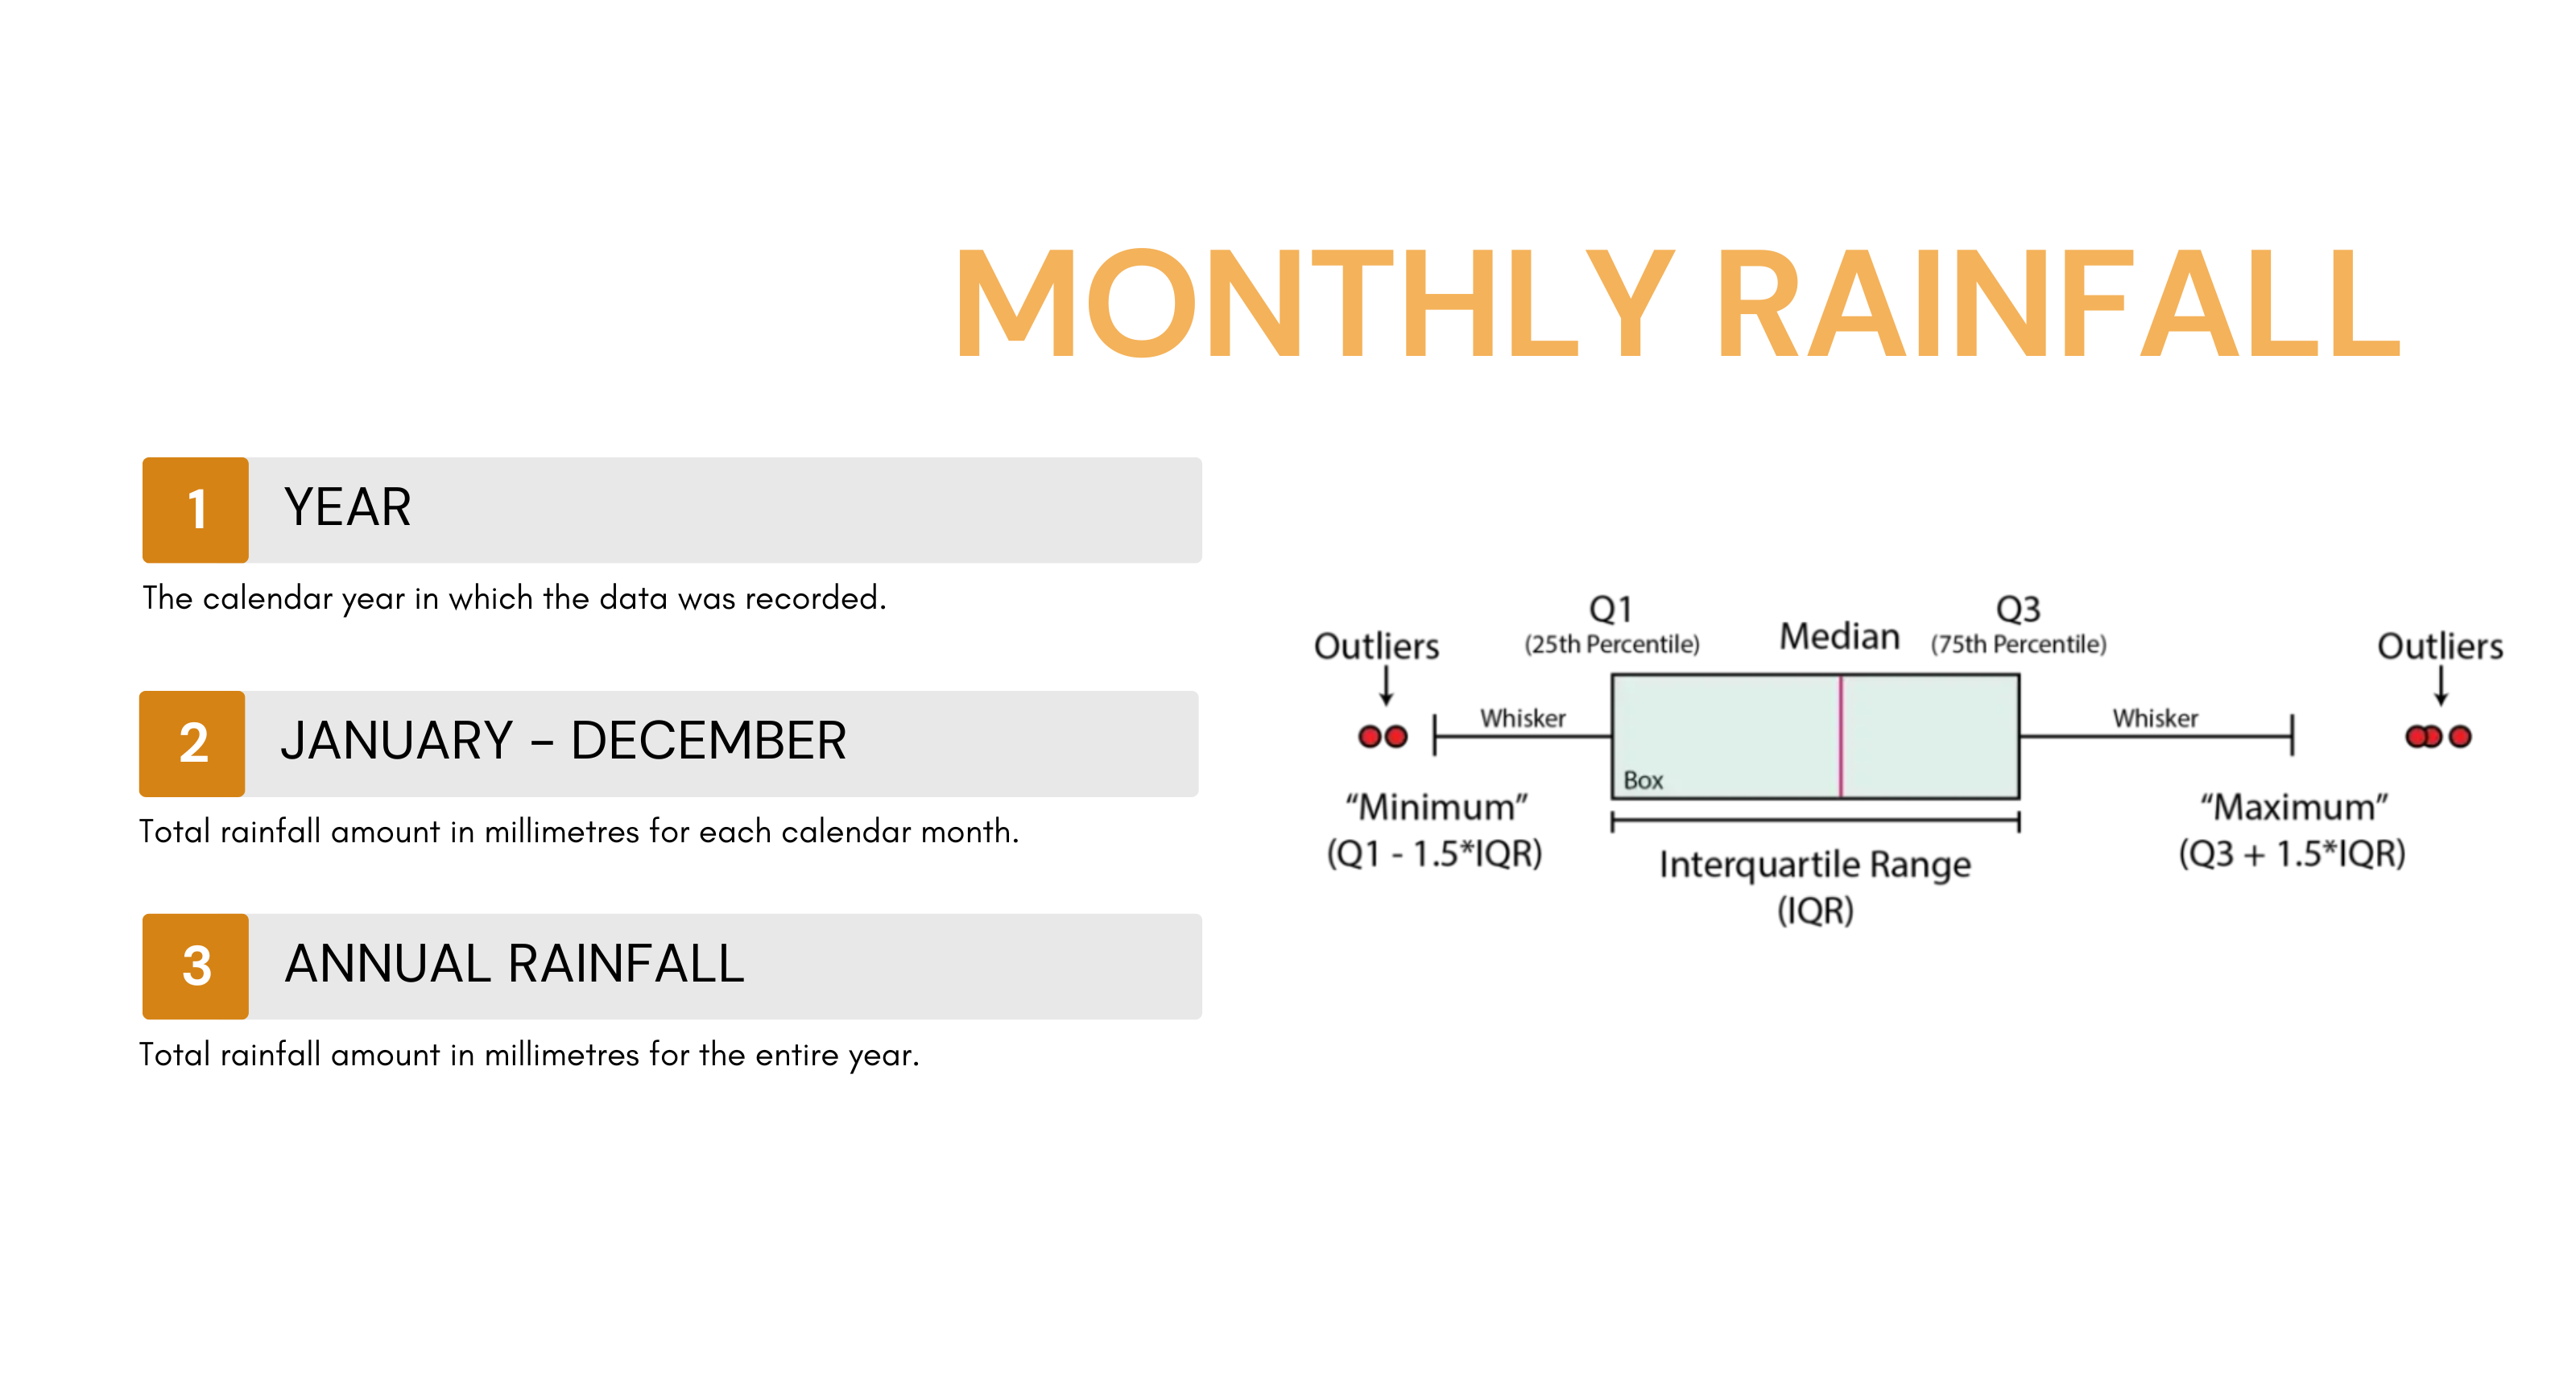 MONTHLY RAINFALL
1 YEAR
The calendar year in which the data was recorded.
2 JANUARY – DECEMBER
Total rainfall amount in millimetres for each calendar month.
3 ANNUAL RAINFALL
Total rainfall amount in millimetres for the entire year.
Outliers
Q1
(25th Percentile)
Median
Q3
(75th Percentile)
Outliers
Whisker
Whisker
Box
“Minimum”
(Q1 - 1.5*IQR)
Interquartile Range
(IQR)
“Maximum”
(Q3 + 1.5*IQR)